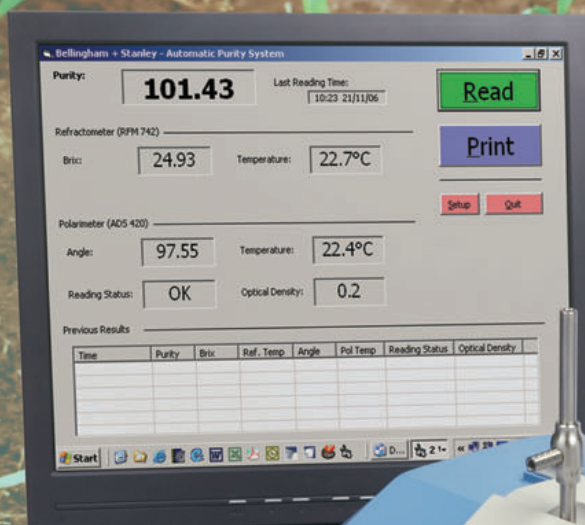 Bellingham + Stanley - Automatic Purity System
Purity:
101.43
Last Reading Time:
10:23 21/11/06
Read
Refractometer (RFM 742)
Print
Brix:
24.93
Temperature:
22.7°C
Setup
Quit
Polarimeter (ADS 420)
Angle:
97.55
Temperature:
22.4°C
Reading Status:
OK
Optical Density:
0.2
Previous Results
Time Purity Brix Ref. Temp Angle Pol Temp Reading Status Optical Density
Start D...